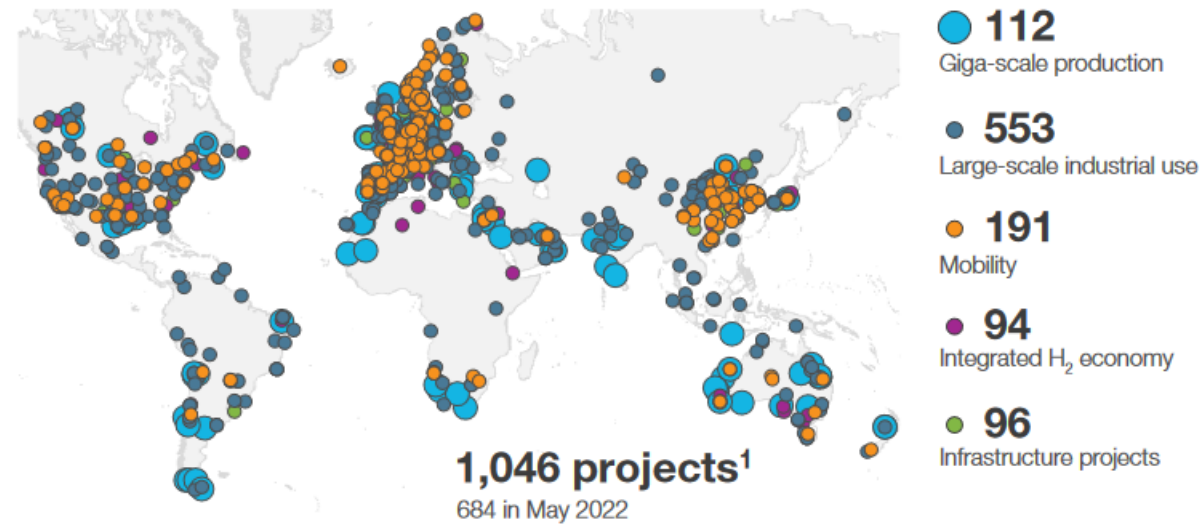 112
Giga-scale production
553
Large-scale industrial use
191
Mobility
94
Integrated H₂ economy
96
Infrastructure projects
1,046 projects¹
684 in May 2022